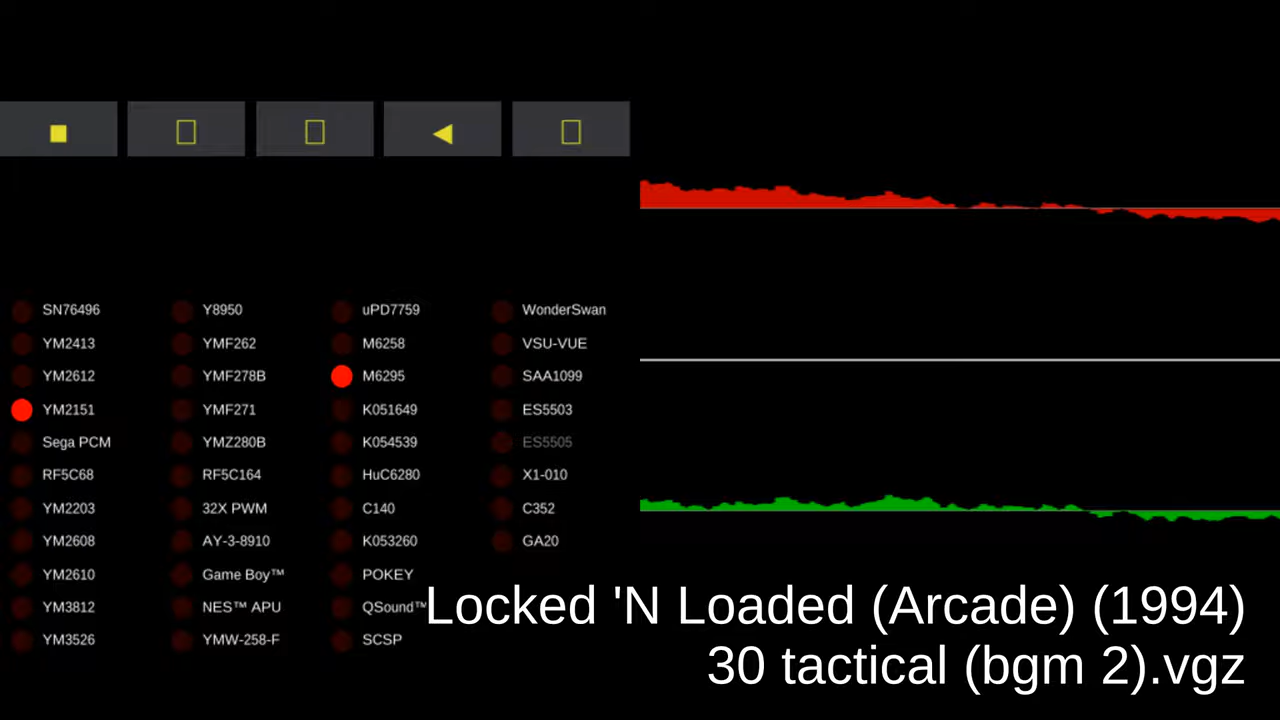 SN76496
YM2413
YM2612
YM2151
Sega PCM
RF5C68
YM2203
YM2608
YM2610
YM3812
YM3526
Y8950
YMF262
YMF278B
YMF271
YMZ280B
RF5C164
32X PWM
AY-3-8910
Game Boy™
NES™ APU
YMW-258-F
uPD7759
M6258
M6295
K051649
K054539
HuC6280
C140
K053260
POKEY
QSound™
SCSP
WonderSwan
VSU-VUE
SAA1099
ES5503
ES5505
X1-010
C352
GA20
Locked 'N Loaded (Arcade) (1994)
30 tactical (bgm 2).vgz